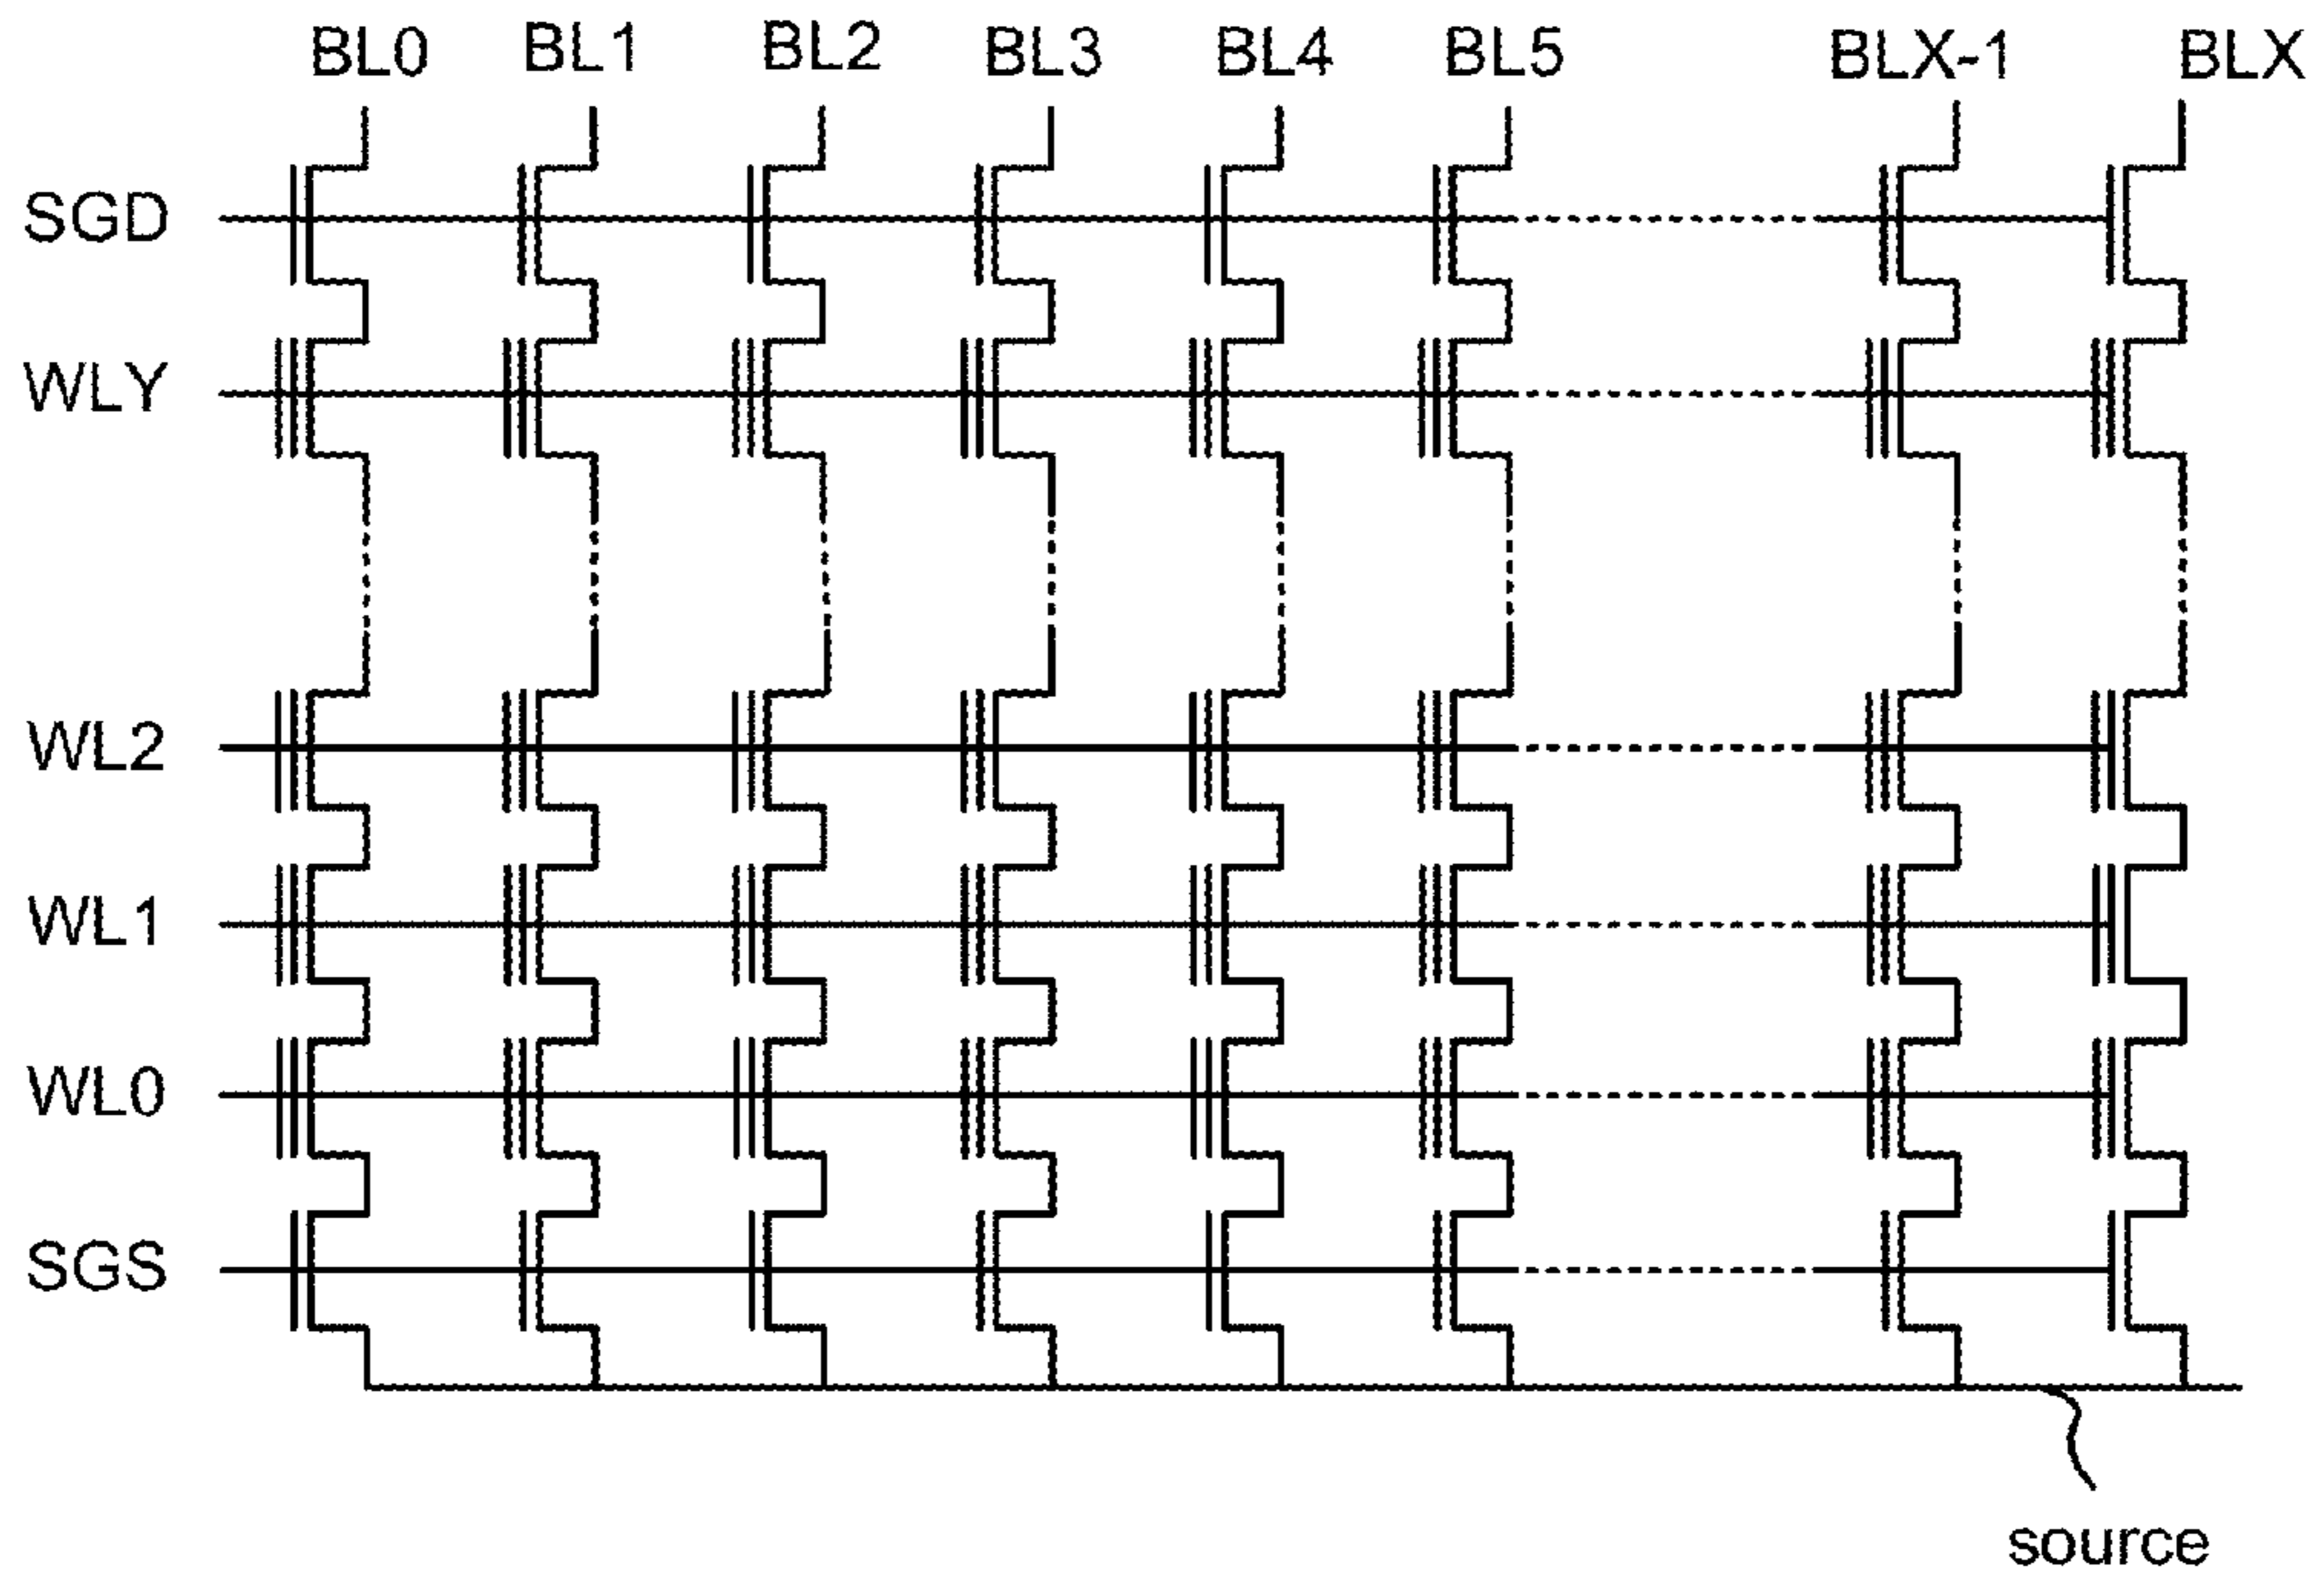 BL0 BL1 BL2 BL3 BL4 BL5 BLX-1 BLX
SGD
WLY
WL2
WL1
WL0
SGS
source